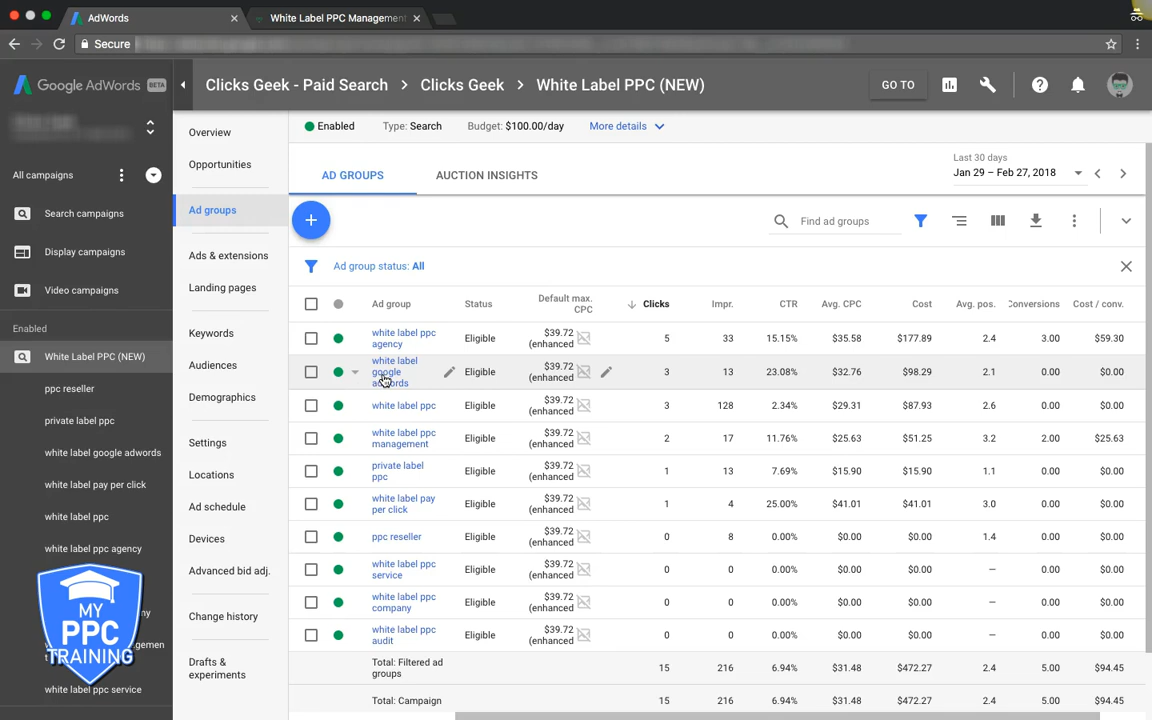 AdWords
White Label PPC Management
Secure
Google AdWords BETA
Clicks Geek - Paid Search > Clicks Geek > White Label PPC (NEW)
GO TO
All campaigns
Search campaigns
Display campaigns
Video campaigns
Enabled
White Label PPC (NEW)
ppc reseller
private label ppc
white label google adwords
white label pay per click
white label ppc
white label ppc agency
MY
PPC
TRAINING
white label ppc service
Overview
Opportunities
Ad groups
Ads & extensions
Landing pages
Keywords
Audiences
Demographics
Settings
Locations
Ad schedule
Devices
Advanced bid adj.
Change history
Drafts &
experiments
Enabled Type: Search Budget: $100.00/day More details
AD GROUPS AUCTION INSIGHTS
Last 30 days
Jan 29 – Feb 27, 2018
Find ad groups
Ad group status: All
Ad group Status Default max. CPC Clicks Impr. CTR Avg. CPC Cost Avg. pos. Conversions Cost / conv.
white label ppc agency Eligible $39.72 (enhanced 5 33 15.15% $35.58 $177.89 2.4 3.00 $59.30
white label google adwords Eligible $39.72 (enhanced 3 13 23.08% $32.76 $98.29 2.1 0.00 $0.00
white label ppc Eligible $39.72 (enhanced 3 128 2.34% $29.31 $87.93 2.6 0.00 $0.00
white label ppc management Eligible $39.72 (enhanced 2 17 11.76% $25.63 $51.25 3.2 2.00 $25.63
private label ppc Eligible $39.72 (enhanced 1 13 7.69% $15.90 $15.90 1.1 0.00 $0.00
white label pay per click Eligible $39.72 (enhanced 1 4 25.00% $41.01 $41.01 3.0 0.00 $0.00
ppc reseller Eligible $39.72 (enhanced 0 8 0.00% $0.00 $0.00 1.4 0.00 $0.00
white label ppc service Eligible $39.72 (enhanced 0 0 0.00% $0.00 $0.00 — 0.00 $0.00
white label ppc company Eligible $39.72 (enhanced 0 0 0.00% $0.00 $0.00 — 0.00 $0.00
white label ppc audit Eligible $39.72 (enhanced 0 0 0.00% $0.00 $0.00 — 0.00 $0.00
Total: Filtered ad groups 15 216 6.94% $31.48 $472.27 2.4 5.00 $94.45
Total: Campaign 15 216 6.94% $31.48 $472.27 2.4 5.00 $94.45